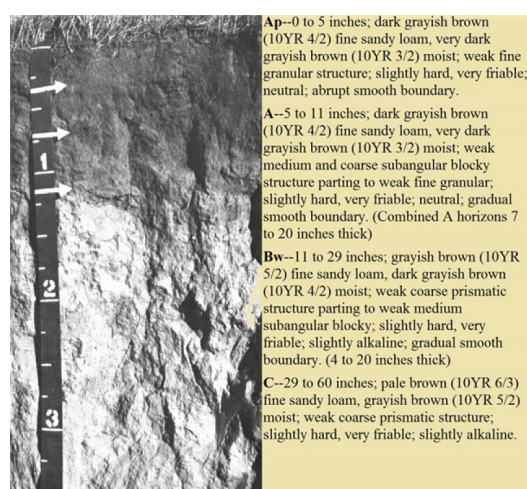 Ap--0 to 5 inches; dark grayish brown
(10YR 4/2) fine sandy loam, very dark
grayish brown (10YR 3/2) moist; weak fine
granular structure; slightly hard, very friable;
neutral; abrupt smooth boundary.
A--5 to 11 inches; dark grayish brown
(10YR 4/2) fine sandy loam, very dark
grayish brown (10YR 3/2) moist; weak
medium and coarse subangular blocky
structure parting to weak fine granular;
slightly hard, very friable; neutral; gradual
smooth boundary. (Combined A horizons 7
to 20 inches thick)
Bw--11 to 29 inches; grayish brown (10YR
5/2) fine sandy loam, dark grayish brown
(10YR 4/2) moist; weak coarse prismatic
structure parting to weak medium
subangular blocky; slightly hard, very
friable; slightly alkaline; gradual smooth
boundary. (4 to 20 inches thick)
C--29 to 60 inches; pale brown (10YR 6/3)
fine sandy loam, grayish brown (10YR 5/2)
moist; weak coarse prismatic structure;
slightly hard, very friable; slightly alkaline.
1
2
3